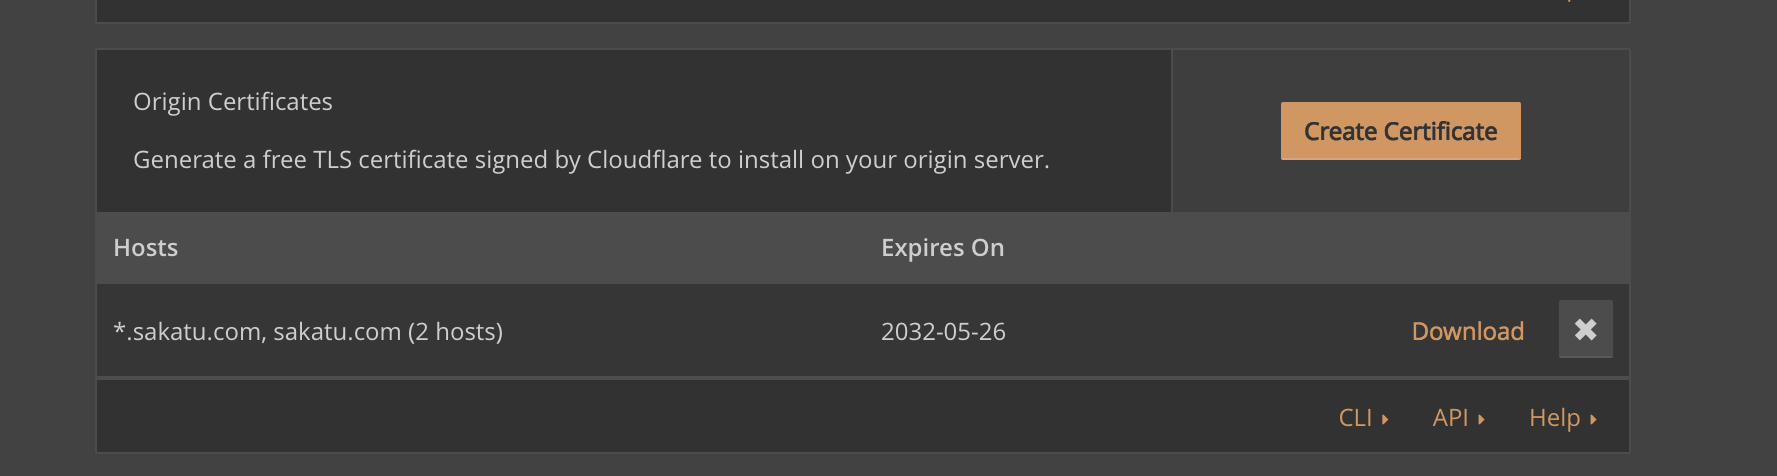 Origin Certificates
Generate a free TLS certificate signed by Cloudflare to install on your origin server.
Create Certificate
Hosts Expires On
*.sakatu.com, sakatu.com (2 hosts) 2032-05-26 Download
CLI API Help